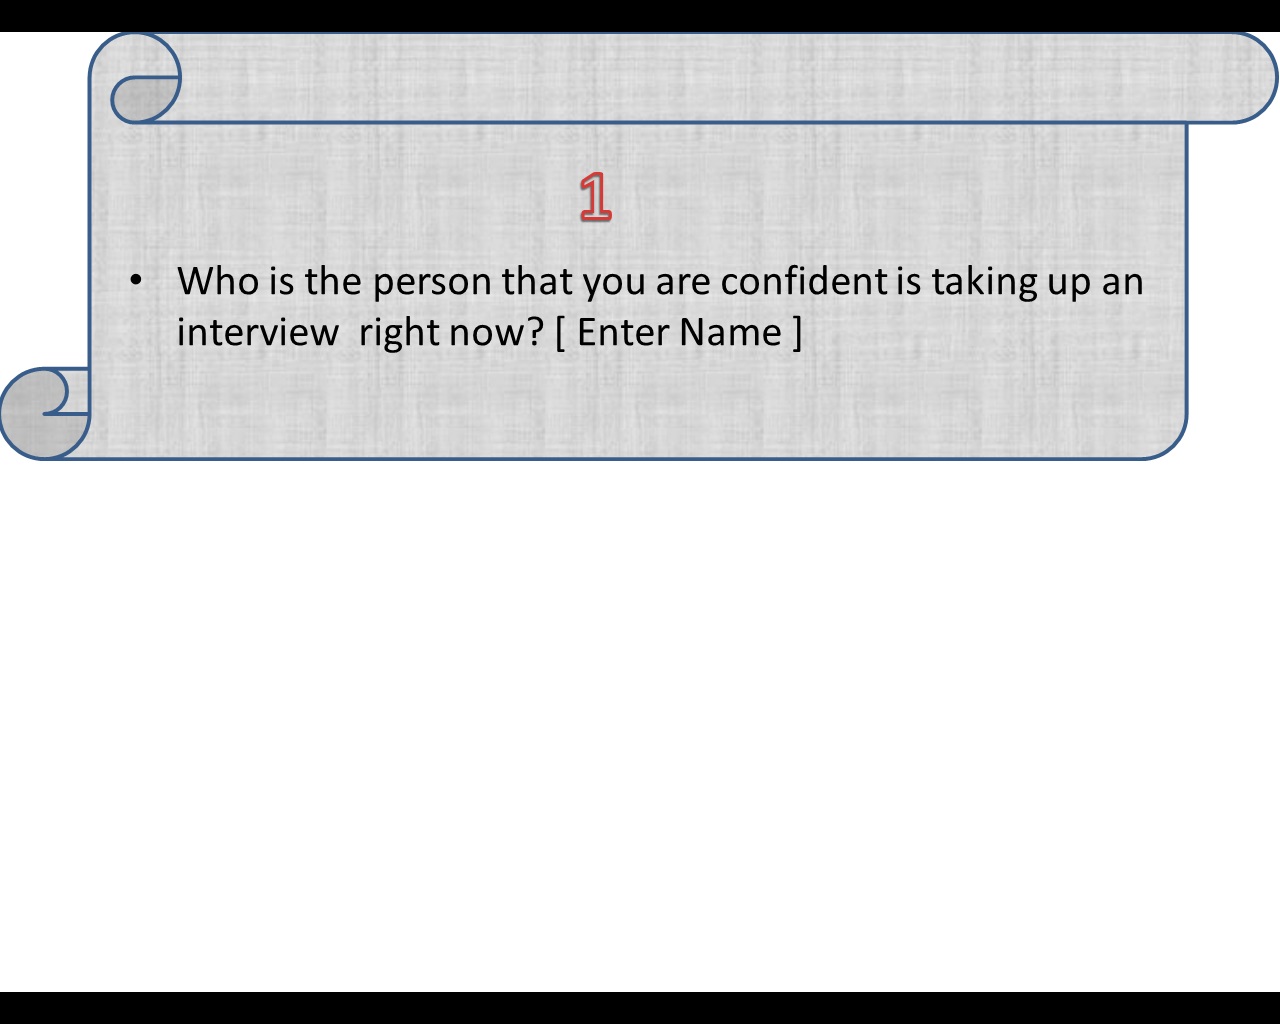 1
• Who is the person that you are confident is taking up an
interview  right now? [ Enter Name ]